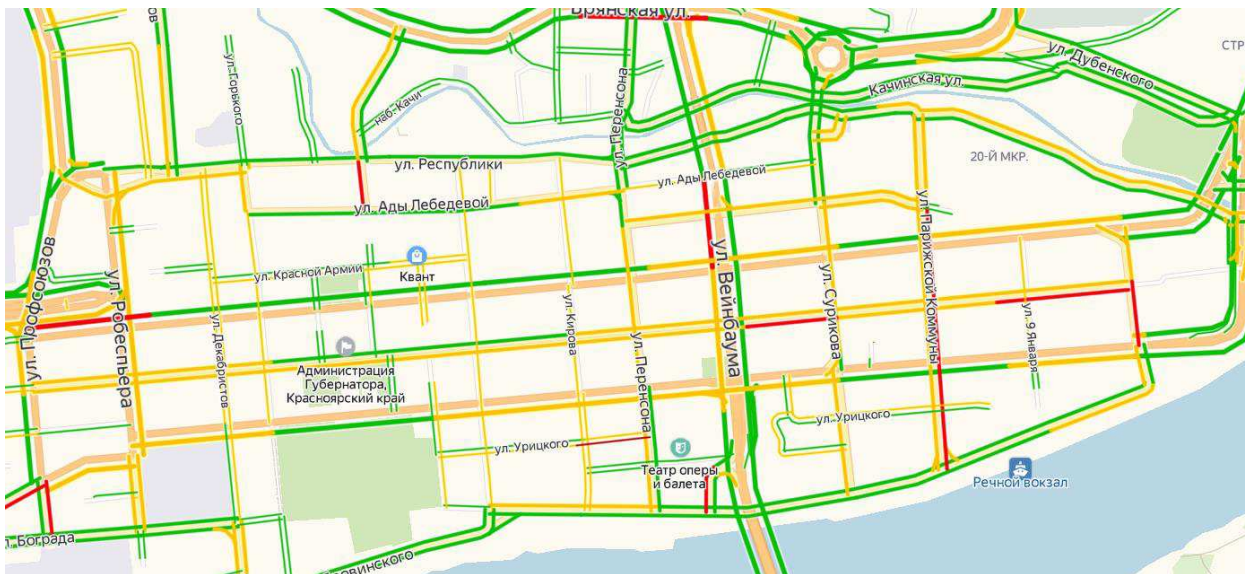 Брянская ул.
СТР
ул. Дубенского
ул. Горького
наб. Качи
ул. Перенсона
Качинская ул.
ул. Республики
20-Й МКР.
ул. Ады Лебедевой
ул. Ады Лебедевой
ул. Профсоюзов
ул. Робеспьера
ул. Красной Армии
Квант
ул. Вейнбаума
ул. Сурикова
ул. Парижской Коммуны
ул. Декабристов
ул. Кирова
ул. Перенсона
ул. 9 Января
Администрация
Губернатора,
Красноярский край
ул. Урицкого
ул. Урицкого
Театр оперы
и балета
Речной вокзал
л. Бограда
овинского